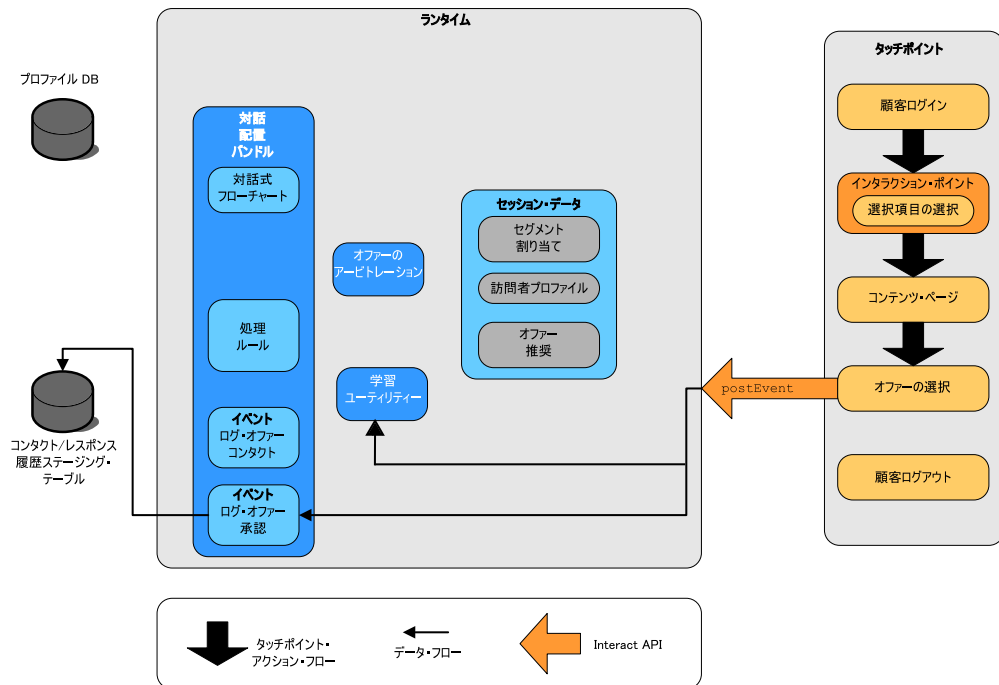 ランタイム
プロファイル DB
対話
配置
バンドル
対話式
フローチャート
処理
ルール
イベント
ログ・オファー
コンタクト
イベント
ログ・オファー
承認
オファーの
アービトレーション
学習
ユーティリティー
セッション・データ
セグメント
割り当て
訪問者プロファイル
オファー
推奨
コンタクト/レスポンス
履歴ステージング・
テーブル
タッチポイント
顧客ログイン
インタラクション・ポイント
選択項目の選択
コンテンツ・ページ
postEvent
オファーの選択
顧客ログアウト
タッチポイント・
アクション・フロー
データ・フロー
Interact API